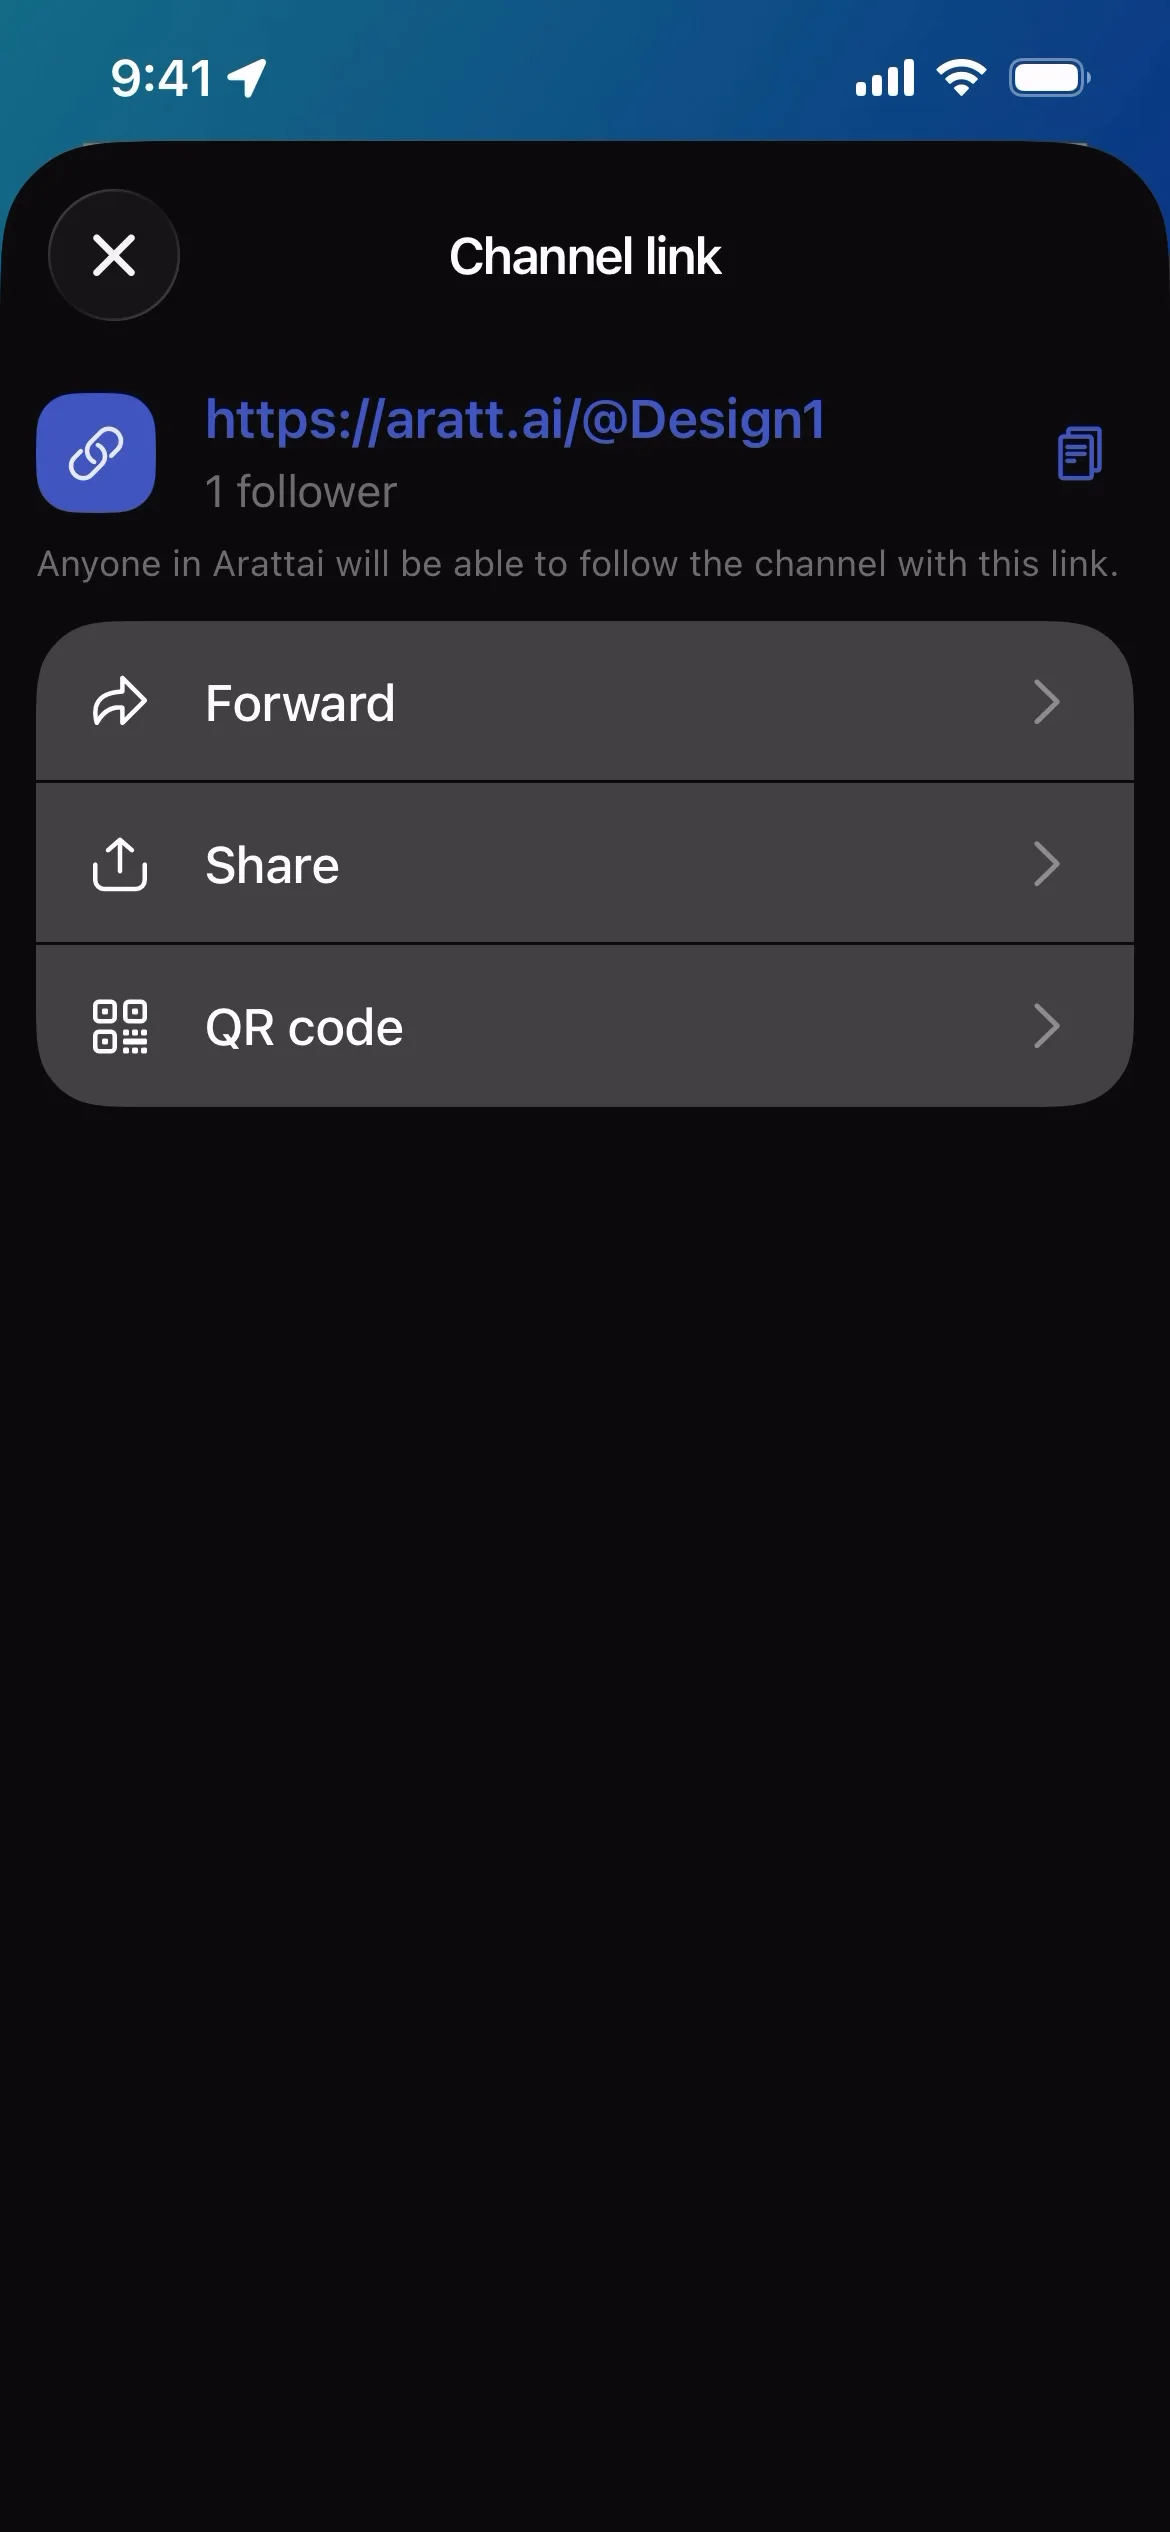 9:41
Channel link
https://aratt.ai/@Design1
1 follower
Anyone in Arattai will be able to follow the channel with this link.
Forward
Share
QR code